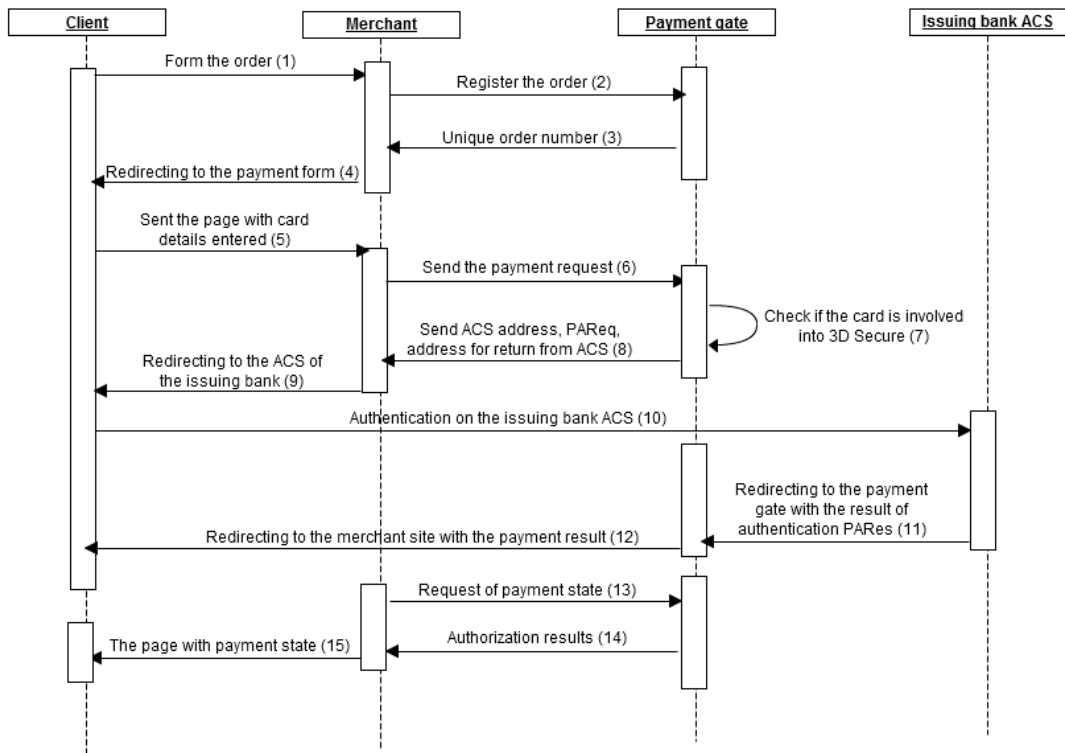 Client
Merchant
Payment gate
Issuing bank ACS
Form the order (1)
Register the order (2)
Unique order number (3)
Redirecting to the payment form (4)
Sent the page with card
details entered (5)
Send the payment request (6)
Check if the card is involved
into 3D Secure (7)
Send ACS address, PAReq,
address for return from ACS (8)
Redirecting to the ACS of
the issuing bank (9)
Authentication on the issuing bank ACS (10)
Redirecting to the payment
gate with the result of
authentication PARes (11)
Redirecting to the merchant site with the payment result (12)
Request of payment state (13)
Authorization results (14)
The page with payment state (15)